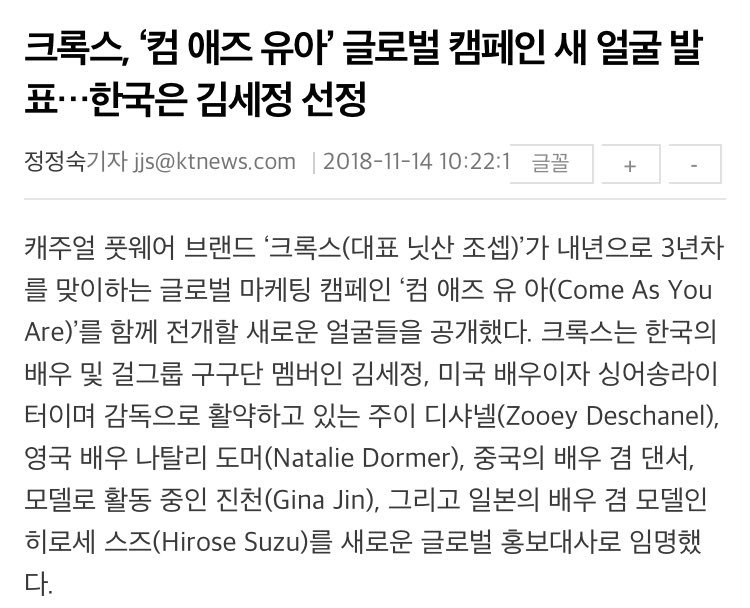 크록스, ‘컴 애즈 유아’ 글로벌 캠페인 새 얼굴 발
표…한국은 김세정 선정
정정숙기자 jjs@ktnews.com | 2018-11-14 10:22:1 글꼴 + -
캐주얼 풋웨어 브랜드 ‘크록스(대표 닛산 조셉)’가 내년으로 3년차
를 맞이하는 글로벌 마케팅 캠페인 ‘컴 애즈 유 아(Come As You
Are)’를 함께 전개할 새로운 얼굴들을 공개했다. 크록스는 한국의
배우 및 걸그룹 구구단 멤버인 김세정, 미국 배우이자 싱어송라이
터이며 감독으로 활약하고 있는 주이 디샤넬(Zooey Deschanel),
영국 배우 나탈리 도머(Natalie Dormer), 중국의 배우 겸 댄서,
모델로 활동 중인 진천(Gina Jin), 그리고 일본의 배우 겸 모델인
히로세 스즈(Hirose Suzu)를 새로운 글로벌 홍보대사로 임명했
다.